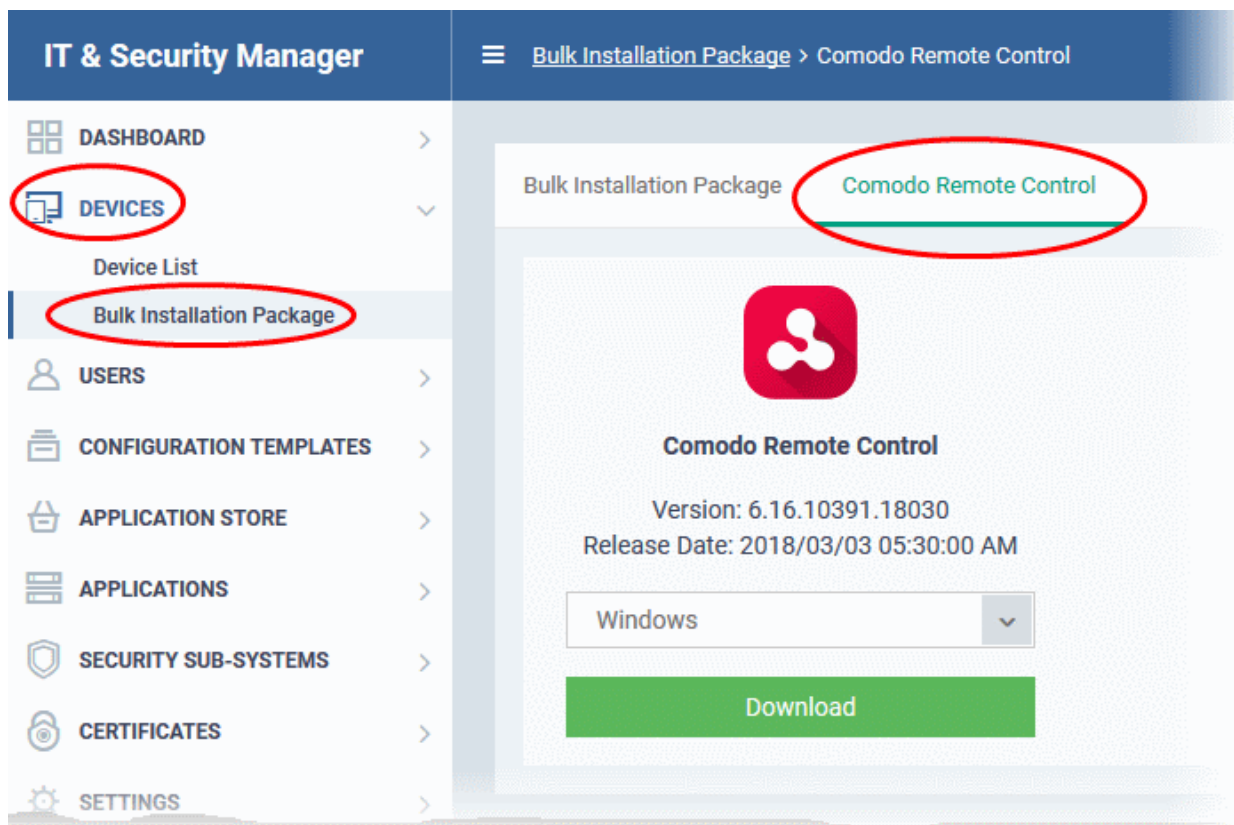 IT & Security Manager
Bulk Installation Package > Comodo Remote Control
DASHBOARD
DEVICES
Device List
Bulk Installation Package
USERS
CONFIGURATION TEMPLATES
APPLICATION STORE
APPLICATIONS
SECURITY SUB-SYSTEMS
CERTIFICATES
SETTINGS
Bulk Installation Package
Comodo Remote Control
Comodo Remote Control
Version: 6.16.10391.18030
Release Date: 2018/03/03 05:30:00 AM
Windows
Download